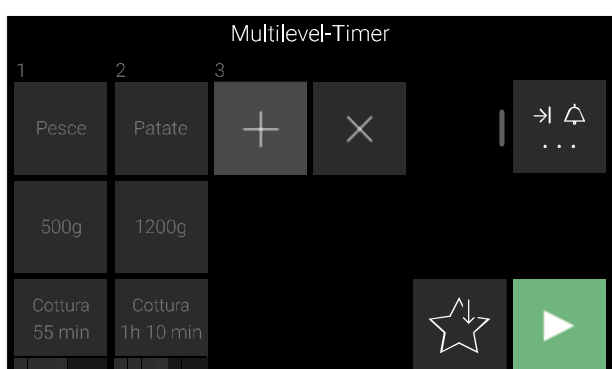 Multilevel-Timer
1 2 3
Pesce Patate
500g 1200g
Cottura Cottura
55 min 1h 10 min